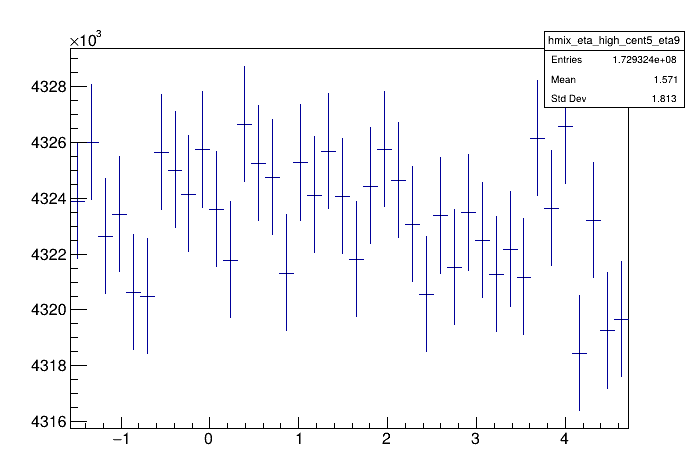 ×10³
hmix_eta_high_cent5_eta9
Entries 1.729324e+08
Mean 1.571
Std Dev 1.813
4328
4326
4324
4322
4320
4318
4316
−1 0 1 2 3 4